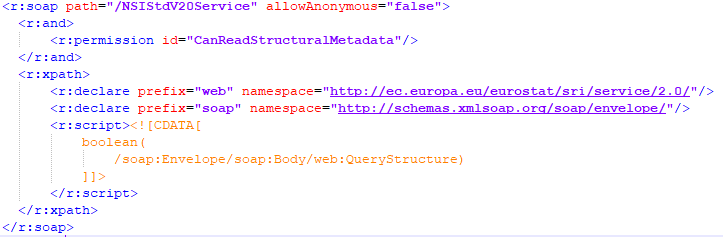 <r:soap path="/NSIStdV20Service" allowAnonymous="false">
<r:and>
<r:permission id="CanReadStructuralMetadata"/>
</r:and>
<r:xpath>
<r:declare prefix="web" namespace="http://ec.europa.eu/eurostat/sri/service/2.0/"/>
<r:declare prefix="soap" namespace="http://schemas.xmlsoap.org/soap/envelope/"/>
<r:script><![CDATA[
boolean(
/soap:Envelope/soap:Body/web:QueryStructure)
]]>
</r:script>
</r:xpath>
</r:soap>